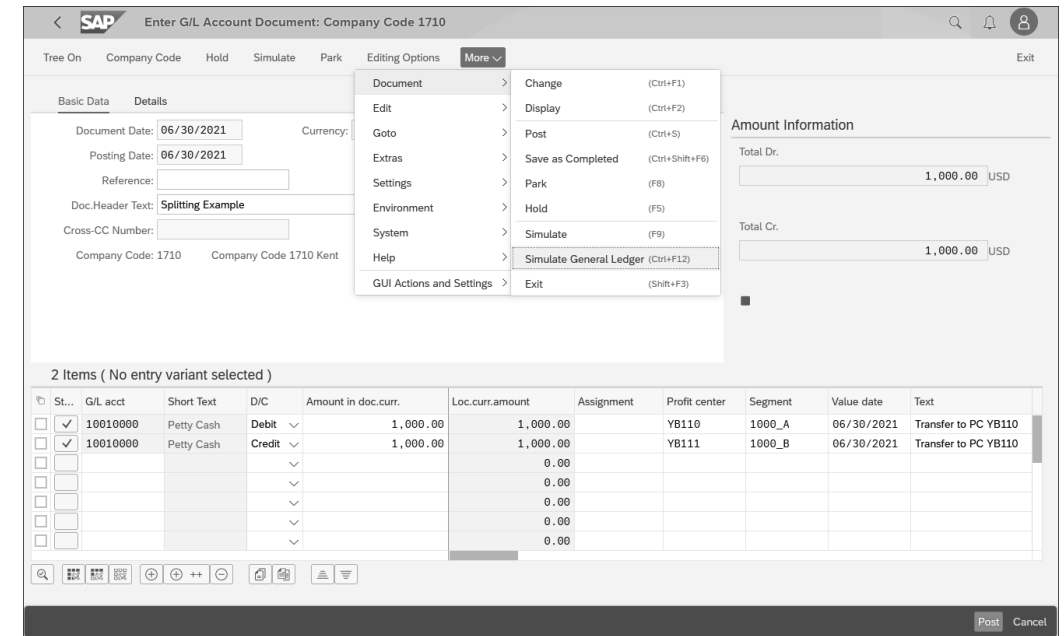 SAP Enter G/L Account Document: Company Code 1710
Tree On Company Code Hold Simulate Park Editing Options More Exit
Basic Data Details
Document Date: 06/30/2021 Currency:
Posting Date: 06/30/2021
Reference:
Doc.Header Text: Splitting Example
Cross-CC Number:
Company Code: 1710 Company Code 1710 Kent
Document
Edit
Goto
Extras
Settings
Environment
System
Help
GUI Actions and Settings
Change (Ctrl+F1)
Display (Ctrl+F2)
Post (Ctrl+S)
Save as Completed (Ctrl+Shift+F6)
Park (F8)
Hold (F5)
Simulate (F9)
Simulate General Ledger (Ctrl+F12)
Exit (Shift+F3)
Amount Information
Total Dr.
1,000.00 USD
Total Cr.
1,000.00 USD
2 Items ( No entry variant selected )
St... G/L acct Short Text D/C Amount in doc.curr. Loc.curr.amount Assignment Profit center Segment Value date Text
10010000 Petty Cash Debit 1,000.00 1,000.00 YB110 1000_A 06/30/2021 Transfer to PC YB110
10010000 Petty Cash Credit 1,000.00 1,000.00 YB111 1000_B 06/30/2021 Transfer to PC YB110
0.00
0.00
0.00
0.00
0.00
Post Cancel